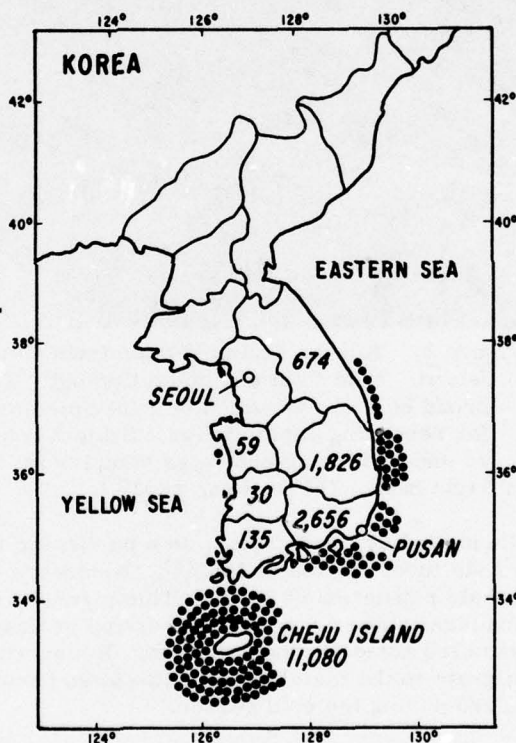 124° 126° 128° 130°
KOREA
42° 42°
40° 40°
EASTERN SEA
38° 38°
674
SEOUL
59
1,826
36° 36°
30
YELLOW SEA
2,656
135
PUSAN
34° 34°
CHEJU ISLAND
11,080
124° 126° 128° 130°